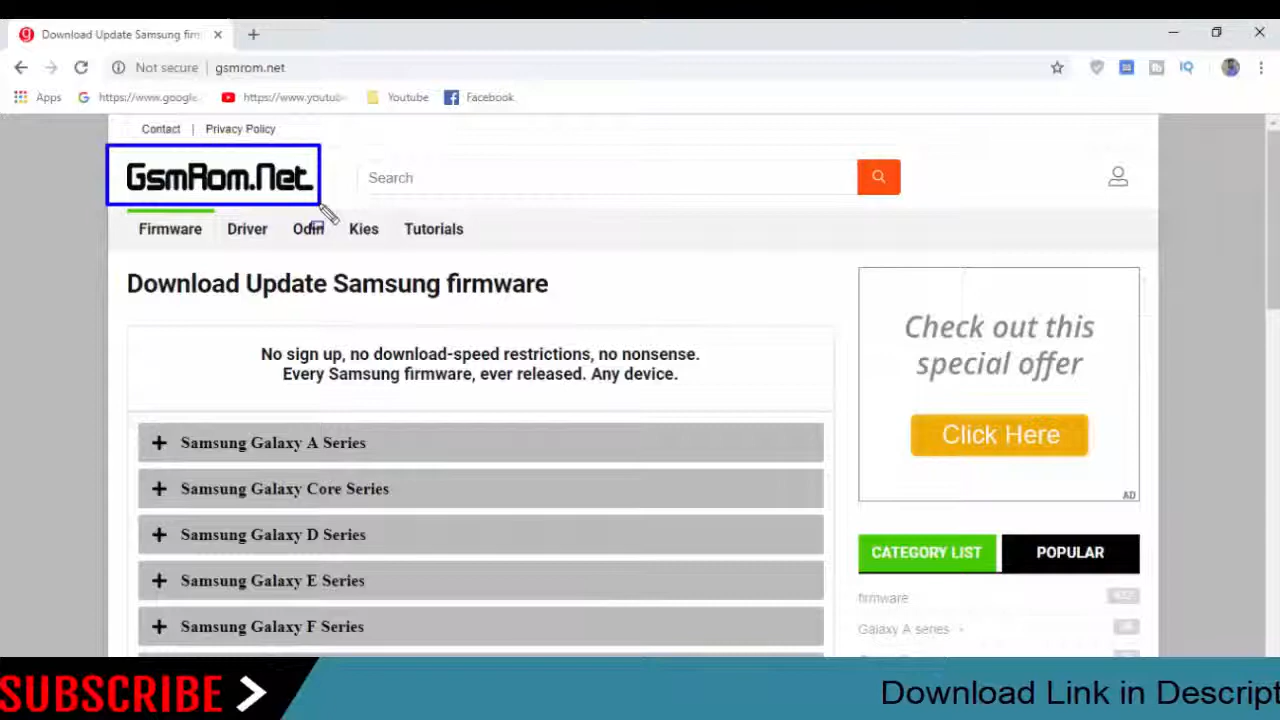 Download Update Samsung firm
Not secure | gsmrom.net
Apps
https://www.google.
https://www.youtub
Youtube
Facebook
Contact | Privacy Policy
GsmRom.Net
Search
Firmware
Driver
Odin
Kies
Tutorials
Download Update Samsung firmware
No sign up, no download-speed restrictions, no nonsense.
Every Samsung firmware, ever released. Any device.
Check out this
special offer
Click Here
AD
Samsung Galaxy A Series
Samsung Galaxy Core Series
Samsung Galaxy D Series
Samsung Galaxy E Series
Samsung Galaxy F Series
CATEGORY LIST
POPULAR
firmware
Galaxy A series
SUBSCRIBE
Download Link in Descript